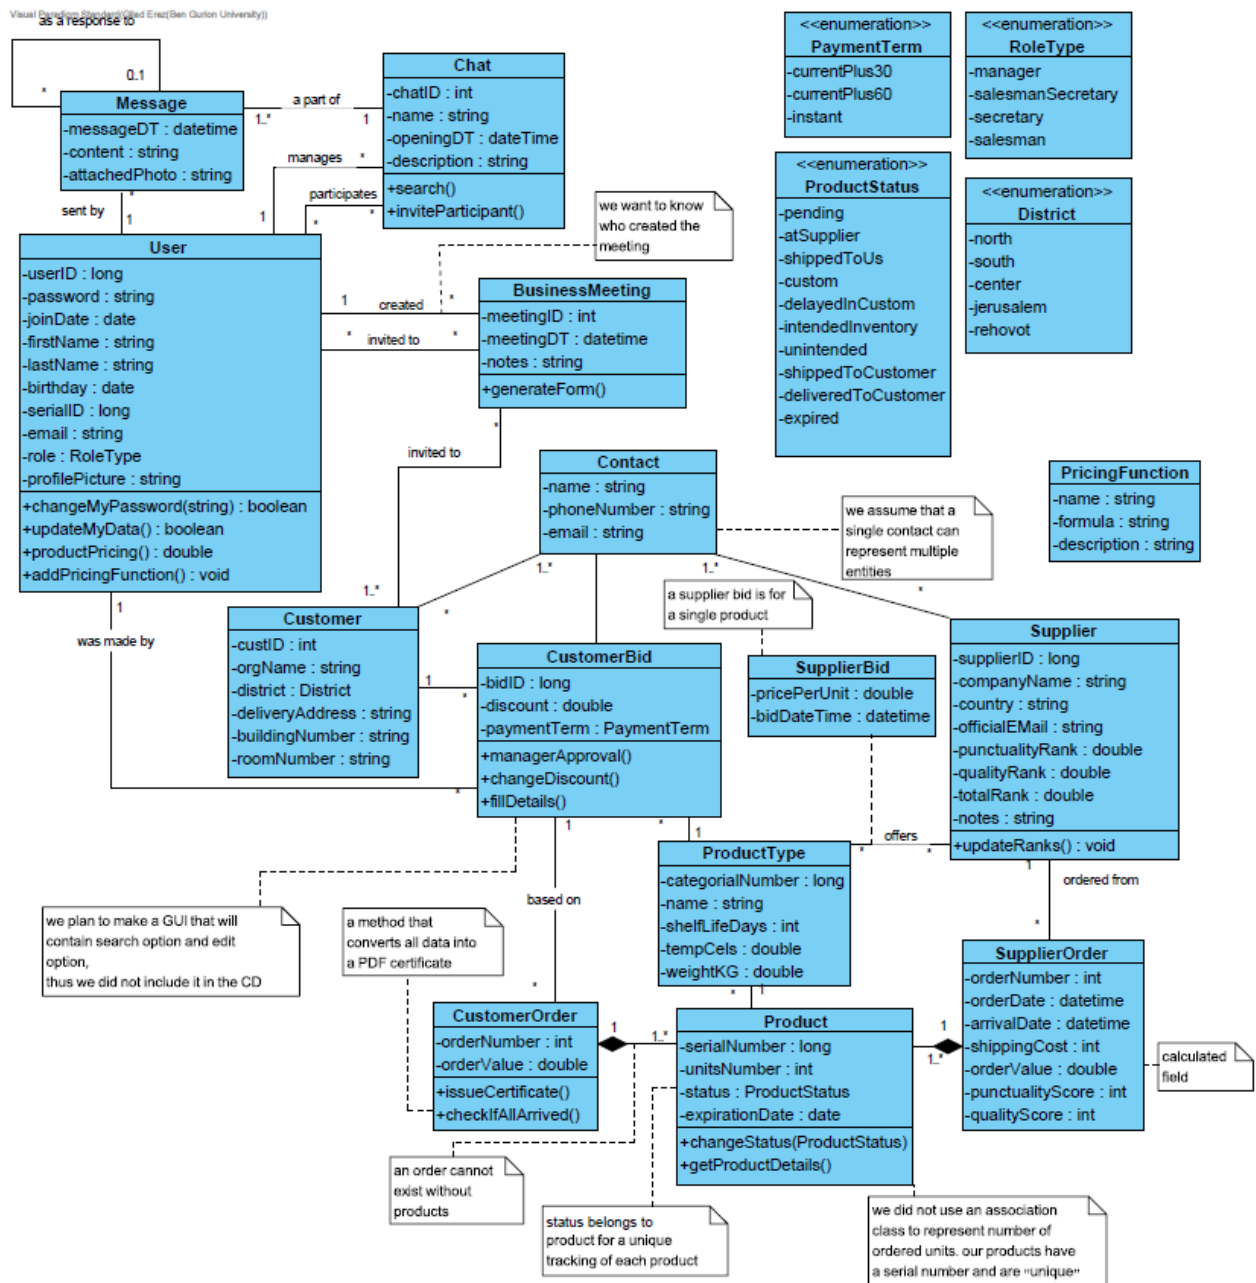 Visual Paradigm Standard(Gilad Erez(Ben Gurion University))
as a response to
0..1
*
Message
-messageDT : datetime
-content : string
-attachedPhoto : string
a part of
1..*
1
Chat
-chatID : int
-name : string
-openingDT : dateTime
-description : string
+search()
+inviteParticipant()
manages
*
1
participates
*
*
*
sent by
1
User
-userID : long
-password : string
-joinDate : date
-firstName : string
-lastName : string
-birthday : date
-serialID : long
-email : string
-role : RoleType
-profilePicture : string
+changeMyPassword(string) : boolean
+updateMyData() : boolean
+productPricing() : double
+addPricingFunction() : void
we want to know
who created the
meeting
1
created
*
*
invited to
*
BusinessMeeting
-meetingID : int
-meetingDT : datetime
-notes : string
+generateForm()
<<enumeration>>
PaymentTerm
-currentPlus30
-currentPlus60
-instant
<<enumeration>>
RoleType
-manager
-salesmanSecretary
-secretary
-salesman
<<enumeration>>
ProductStatus
-pending
-atSupplier
-shippedToUs
-custom
-delayedInCustom
-intendedInventory
-unintended
-shippedToCustomer
-deliveredToCustomer
-expired
<<enumeration>>
District
-north
-south
-center
-jerusalem
-rehovot
*
invited to
1..*
Contact
-name : string
-phoneNumber : string
-email : string
we assume that a
single contact can
represent multiple
entities
PricingFunction
-name : string
-formula : string
-description : string
1..*
*
1..*
*
a supplier bid is for
a single product
1
was made by
*
Customer
-custID : int
-orgName : string
-district : District
-deliveryAddress : string
-buildingNumber : string
-roomNumber : string
1
*
CustomerBid
-bidID : long
-discount : double
-paymentTerm : PaymentTerm
+managerApproval()
+changeDiscount()
+fillDetails()
SupplierBid
-pricePerUnit : double
-bidDateTime : datetime
Supplier
-supplierID : long
-companyName : string
-country : string
-officialEMail : string
-punctualityRank : double
-qualityRank : double
-totalRank : double
-notes : string
+updateRanks() : void
1
*
1
*
offers
*
ProductType
-categorialNumber : long
-name : string
-shelfLifeDays : int
-tempCels : double
-weightKG : double
1
ordered from
*
based on
*
we plan to make a GUI that will
contain search option and edit
option,
thus we did not include it in the CD
a method that
converts all data into
a PDF certificate
SupplierOrder
-orderNumber : int
-orderDate : datetime
-arrivalDate : datetime
-shippingCost : int
-orderValue : double
-punctualityScore : int
-qualityScore : int
calculated
field
CustomerOrder
-orderNumber : int
-orderValue : double
+issueCertificate()
+checkIfAllArrived()
1
1..*
*
1
Product
-serialNumber : long
-unitsNumber : int
-status : ProductStatus
-expirationDate : date
+changeStatus(ProductStatus)
+getProductDetails()
1
1..*
an order cannot
exist without
products
status belongs to
product for a unique
tracking of each product
we did not use an association
class to represent number of
ordered units. our products have
a serial number and are "unique"